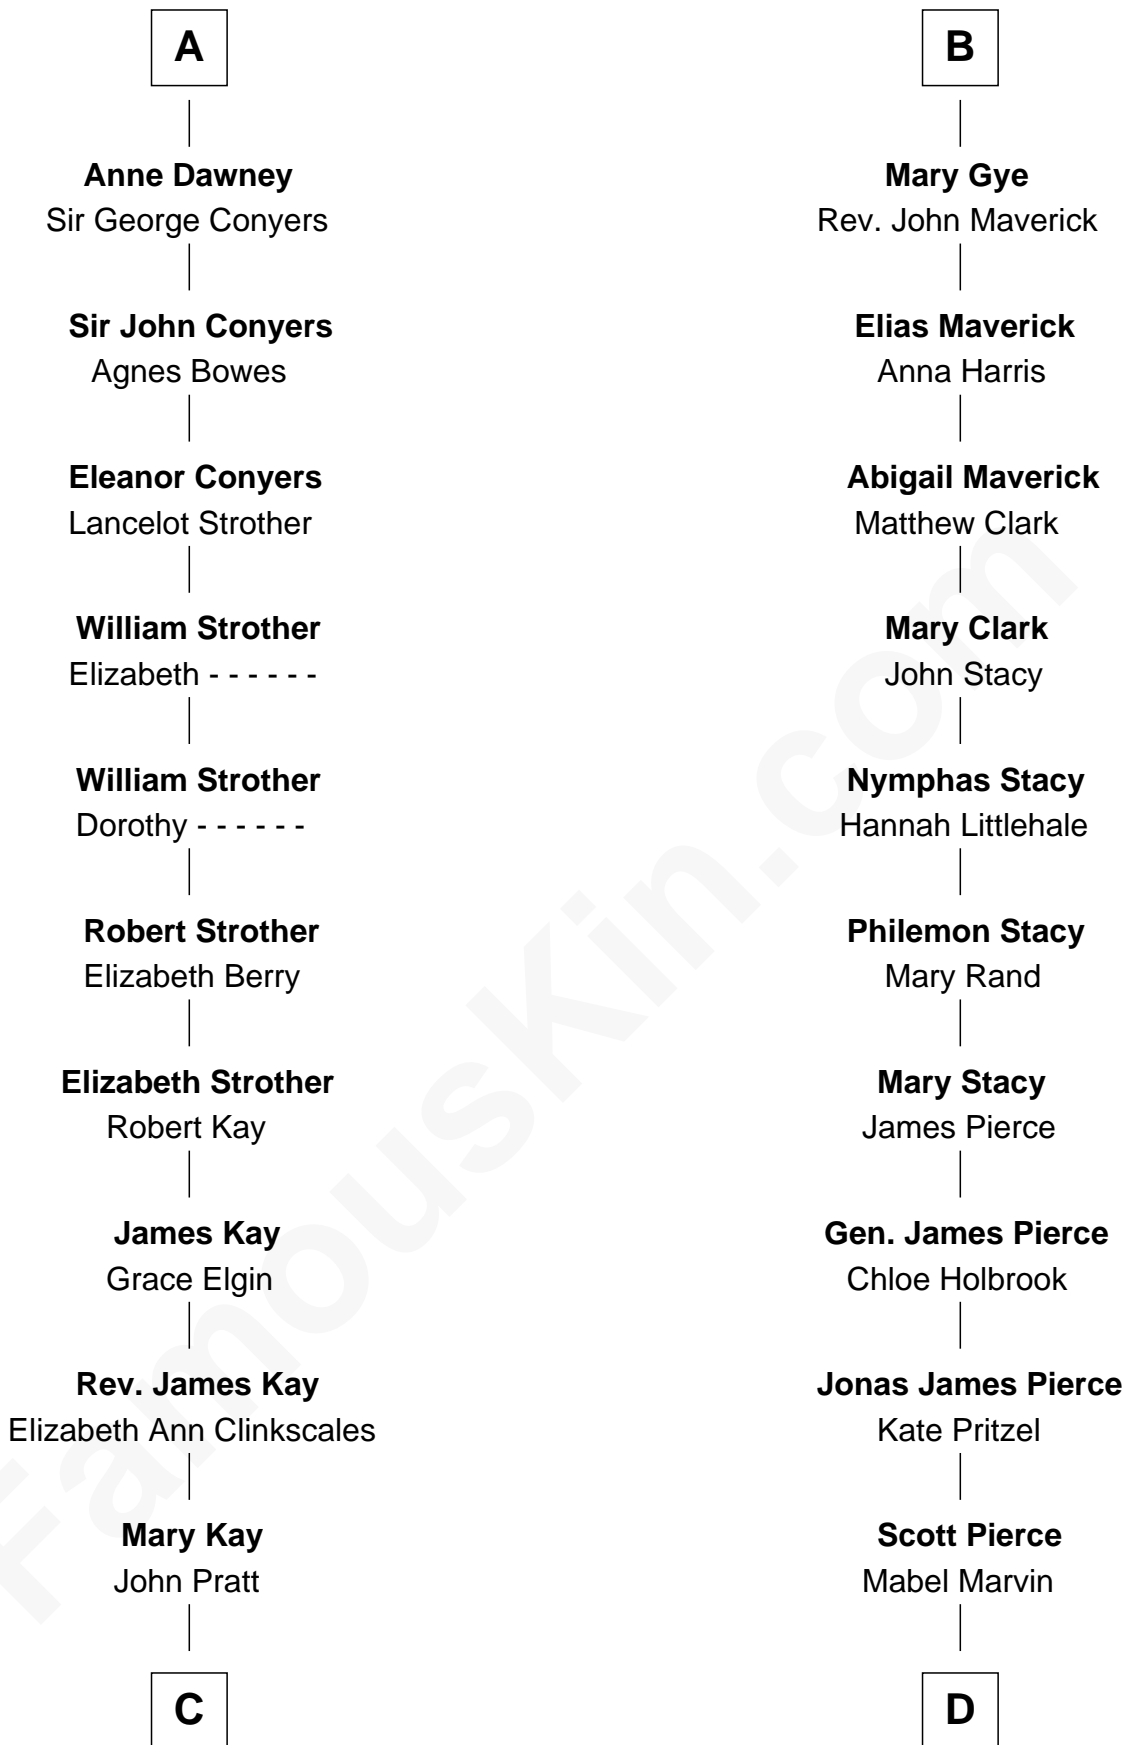 A
Anne Dawney
Sir George Conyers
Sir John Conyers
Agnes Bowes
Eleanor Conyers
Lancelot Strother
William Strother
Elizabeth - - - - - -
William Strother
Dorothy - - - - - -
Robert Strother
Elizabeth Berry
Elizabeth Strother
Robert Kay
James Kay
Grace Elgin
Rev. James Kay
Elizabeth Ann Clinkscales
Mary Kay
John Pratt
C
B
Mary Gye
Rev. John Maverick
Elias Maverick
Anna Harris
Abigail Maverick
Matthew Clark
Mary Clark
John Stacy
Nymphas Stacy
Hannah Littlehale
Philemon Stacy
Mary Rand
Mary Stacy
James Pierce
Gen. James Pierce
Chloe Holbrook
Jonas James Pierce
Kate Pritzel
Scott Pierce
Mabel Marvin
D
FamousKin.com